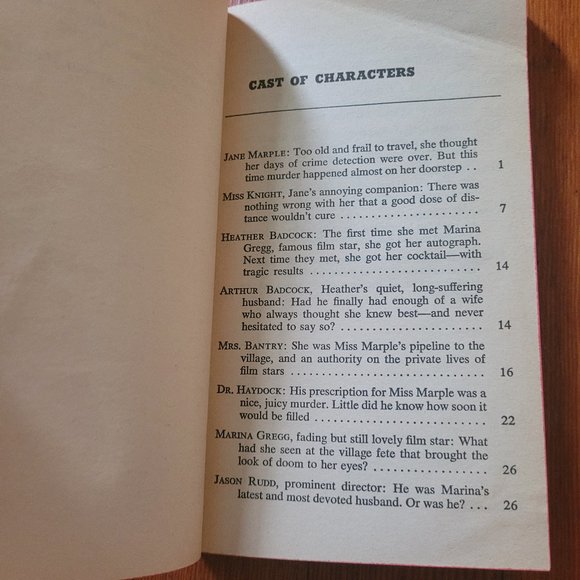 CAST OF CHARACTERS
JANE MARPLE: Too old and frail to travel, she thought
her days of crime detection were over. But this
time murder happened almost on her doorstep . . 1
MISS KNIGHT, Jane's annoying companion: There was
nothing wrong with her that a good dose of dis-
tance wouldn't cure . . . . . . . . . . . . . . . . . . . . 7
HEATHER BADCOCK: The first time she met Marina
Gregg, famous film star, she got her autograph.
Next time they met, she got her cocktail—with
tragic results . . . . . . . . . . . . . . . . . . . . . . . . . 14
ARTHUR BADCOCK, Heather's quiet, long-suffering
husband: Had he finally had enough of a wife
who always thought she knew best—and never
hesitated to say so? . . . . . . . . . . . . . . . . . . . . 14
MRS. BANTRY: She was Miss Marple's pipeline to the
village, and an authority on the private lives of
film stars . . . . . . . . . . . . . . . . . . . . . . . . . . . . 16
DR. HAYDOCK: His prescription for Miss Marple was a
nice, juicy murder. Little did he know how soon it
would be filled . . . . . . . . . . . . . . . . . . . . . . . . 22
MARINA GREGG, fading but still lovely film star: What
had she seen at the village fete that brought the
look of doom to her eyes? . . . . . . . . . . . . . . . . 26
JASON RUDD, prominent director: He was Marina's
latest and most devoted husband. Or was he? . . . 26